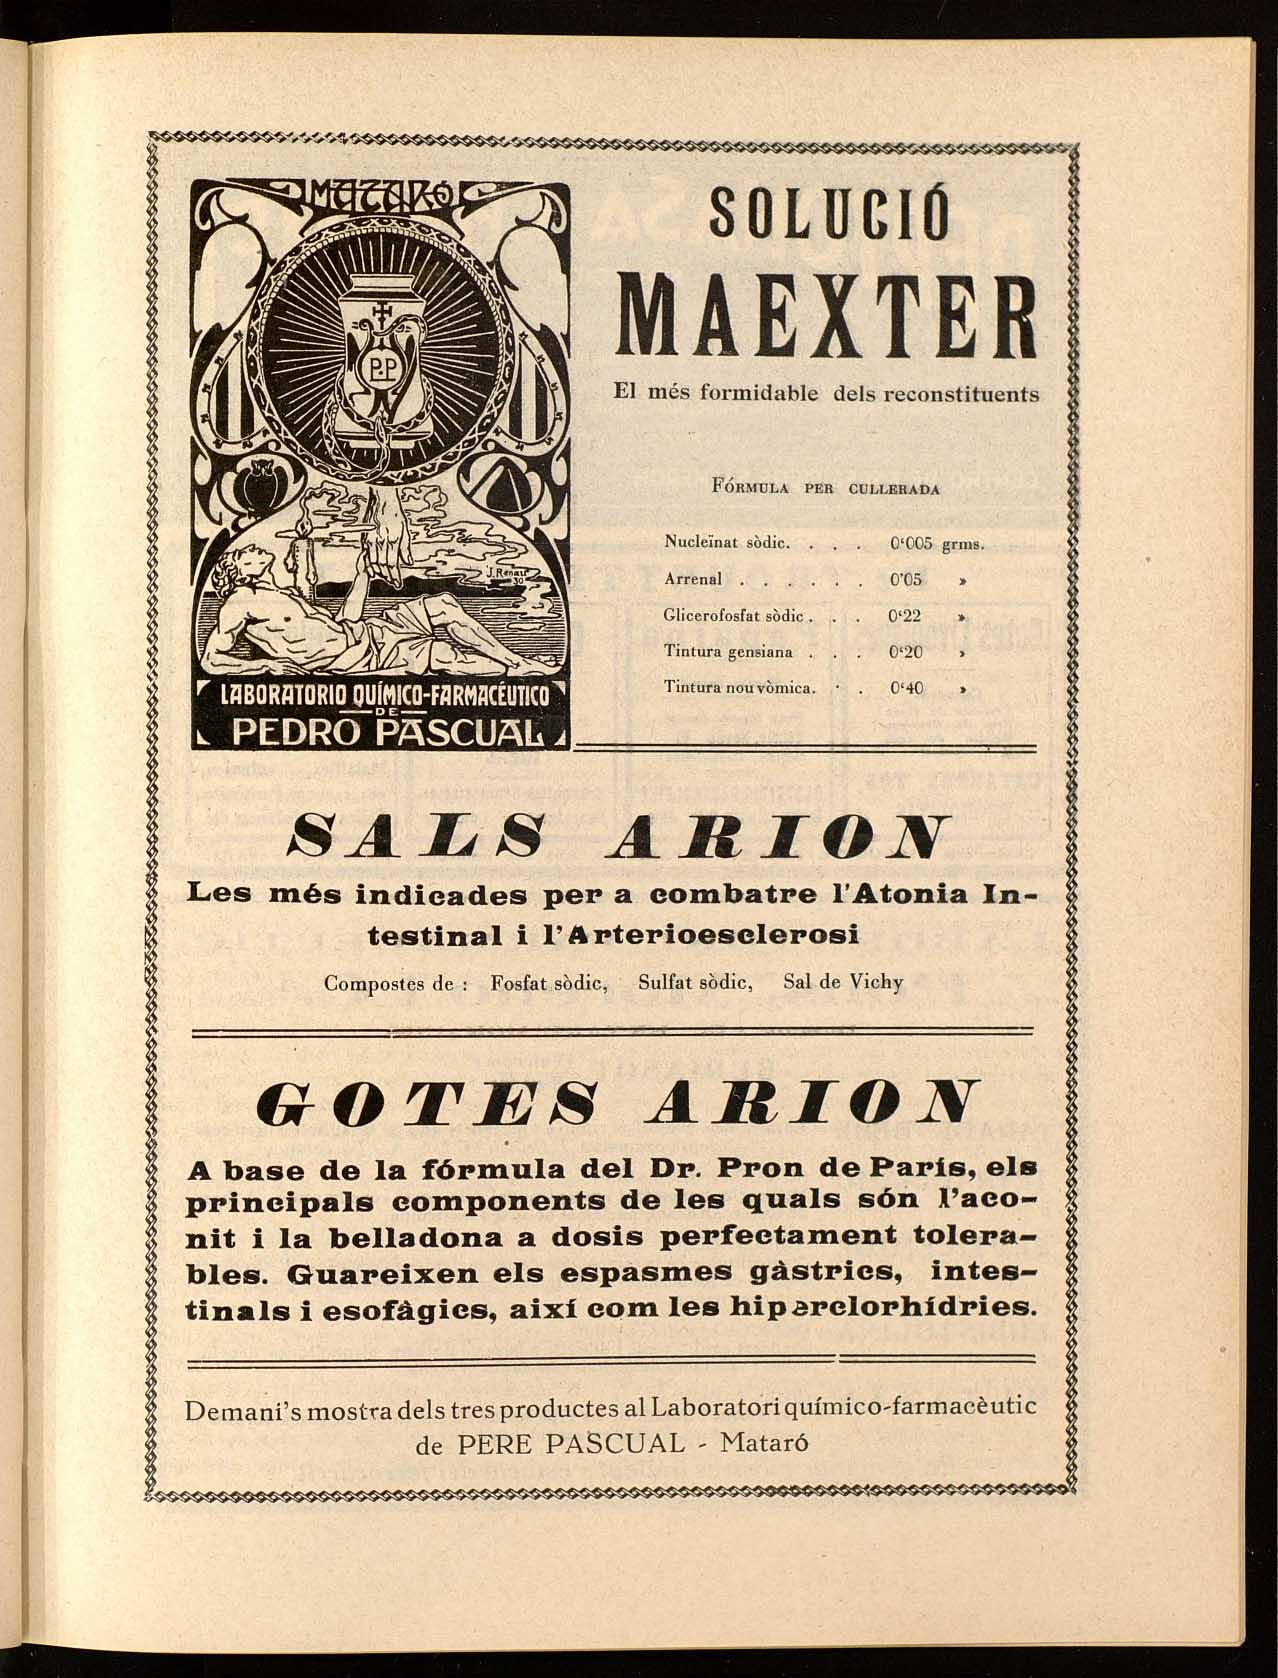 MATARÓ
P.P
J. Renau
30
LABORATORIO QUÍMICO-FARMACÉUTICO
DE
PEDRO PASCUAL
SOLUCIÓ
MAEXTER
El més formidable dels reconstituents
FÓRMULA PER CULLERADA
Nucleïnat sòdic. . . . 0‘005 grms.
Arrenal . . . . . . 0’05 »
Glicerofosfat sòdic . . . 0‘22 »
Tintura gensiana . . . 0‘20 »
Tintura nou vòmica. . . 0‘40 »
SALS ARION
Les més indicades per a combatre l'Atonia In-
testinal i l'Arterioesclerosi
Compostes de : Fosfat sòdic, Sulfat sòdic, Sal de Vichy
GOTES ARION
A base de la fórmula del Dr. Pron de París, els
principals components de les quals són l'aco-
nit i la belladona a dosis perfectament tolera-
bles. Guareixen els espasmes gàstrics, intes-
tinals i esofàgics, així com les hiperclorhídries.
Demani's mostra dels tres productes al Laboratori químico-farmacèutic
de PERE PASCUAL - Mataró